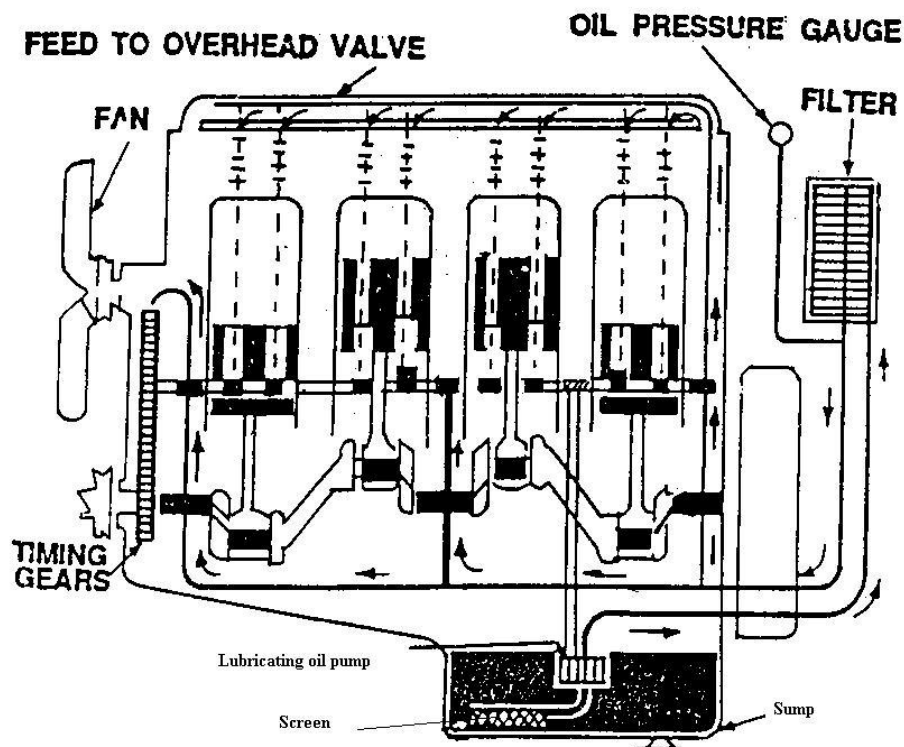 OIL PRESSURE GAUGE
FEED TO OVERHEAD VALVE
FILTER
FAN
TIMING
GEARS
Lubricating oil pump
Screen
Sump